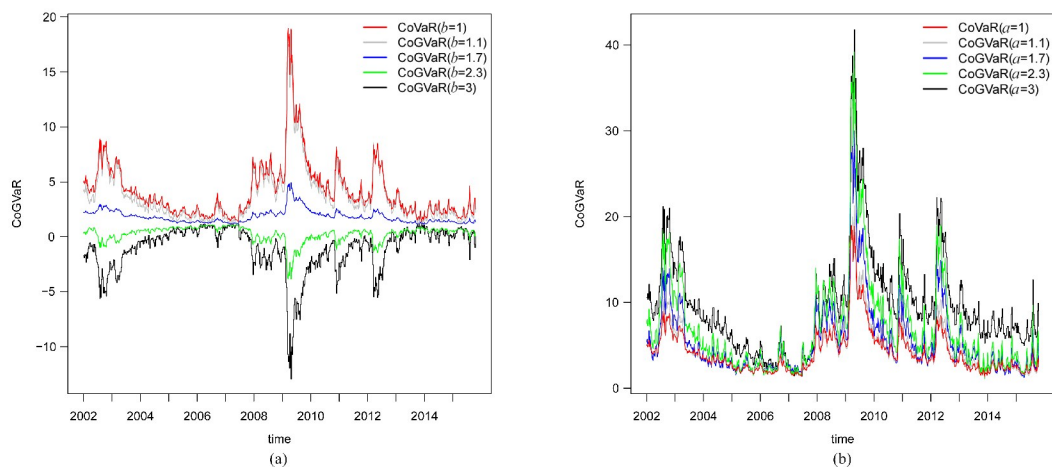 20
15
10
5
0
−5
−10
CoGVaR
CoVaR(b=1)
CoGVaR(b=1.1)
CoGVaR(b=1.7)
CoGVaR(b=2.3)
CoGVaR(b=3)
2002 2004 2006 2008 2010 2012 2014
time
(a)
40
30
20
10
0
CoGVaR
CoVaR(a=1)
CoGVaR(a=1.1)
CoGVaR(a=1.7)
CoGVaR(a=2.3)
CoGVaR(a=3)
2002 2004 2006 2008 2010 2012 2014
time
(b)